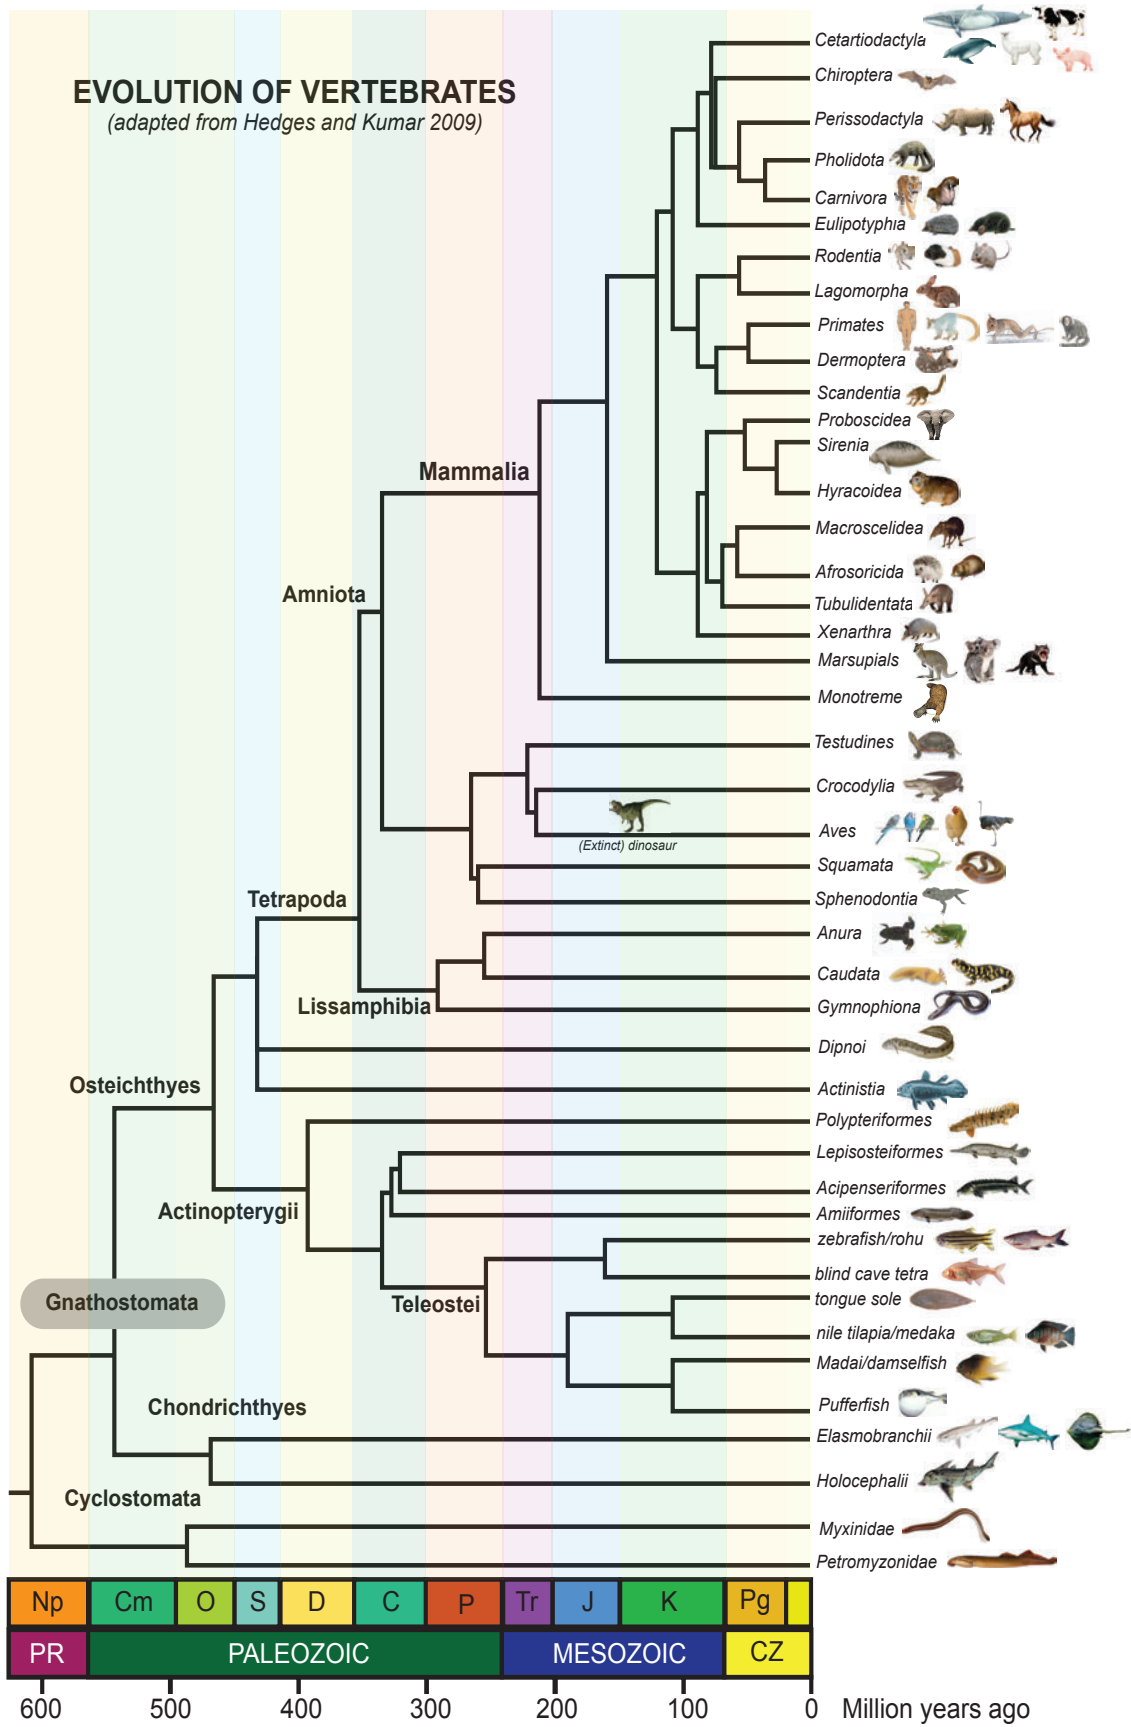 EVOLUTION OF VERTEBRATES
(adapted from Hedges and Kumar 2009)
Cetartiodactyla
Chiroptera
Perissodactyla
Pholidota
Carnivora
Eulipotyphia
Rodentia
Lagomorpha
Primates
Dermoptera
Scandentia
Proboscidea
Sirenia
Mammalia
Hyracoidea
Macroscelidea
Afrosoricida
Amniota
Tubulidentata
Xenarthra
Marsupials
Monotreme
Testudines
Crocodylia
Aves
(Extinct) dinosaur
Squamata
Tetrapoda
Sphenodontia
Anura
Caudata
Lissamphibia
Gymnophiona
Dipnoi
Osteichthyes
Actinistia
Polypteriformes
Lepisosteiformes
Acipenseriformes
Actinopterygii
Amiiformes
zebrafish/rohu
blind cave tetra
Gnathostomata
Teleostei
tongue sole
nile tilapia/medaka
Madai/damselfish
Chondrichthyes
Pufferfish
Elasmobranchii
Holocephalii
Cyclostomata
Myxinidae
Petromyzonidae
Np Cm O S D C P Tr J K Pg
PR PALEOZOIC MESOZOIC CZ
600 500 400 300 200 100 0 Million years ago